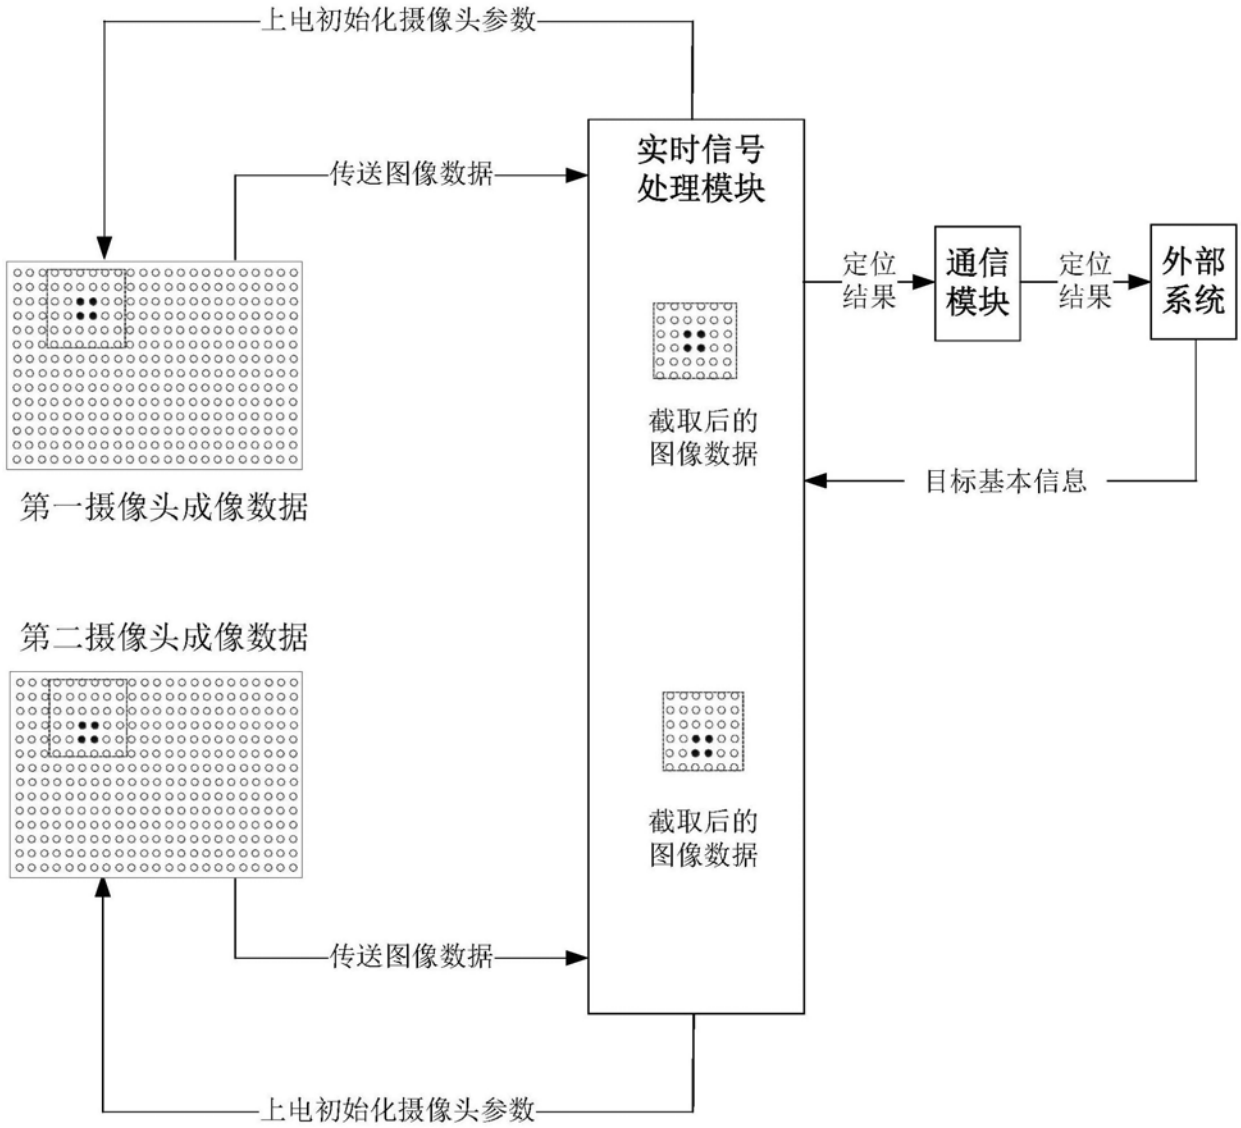 上电初始化摄像头参数
传送图像数据
实时信号
处理模块
定位
结果
通信
模块
定位
结果
外部
系统
截取后的
图像数据
目标基本信息
第一摄像头成像数据
第二摄像头成像数据
截取后的
图像数据
传送图像数据
上电初始化摄像头参数